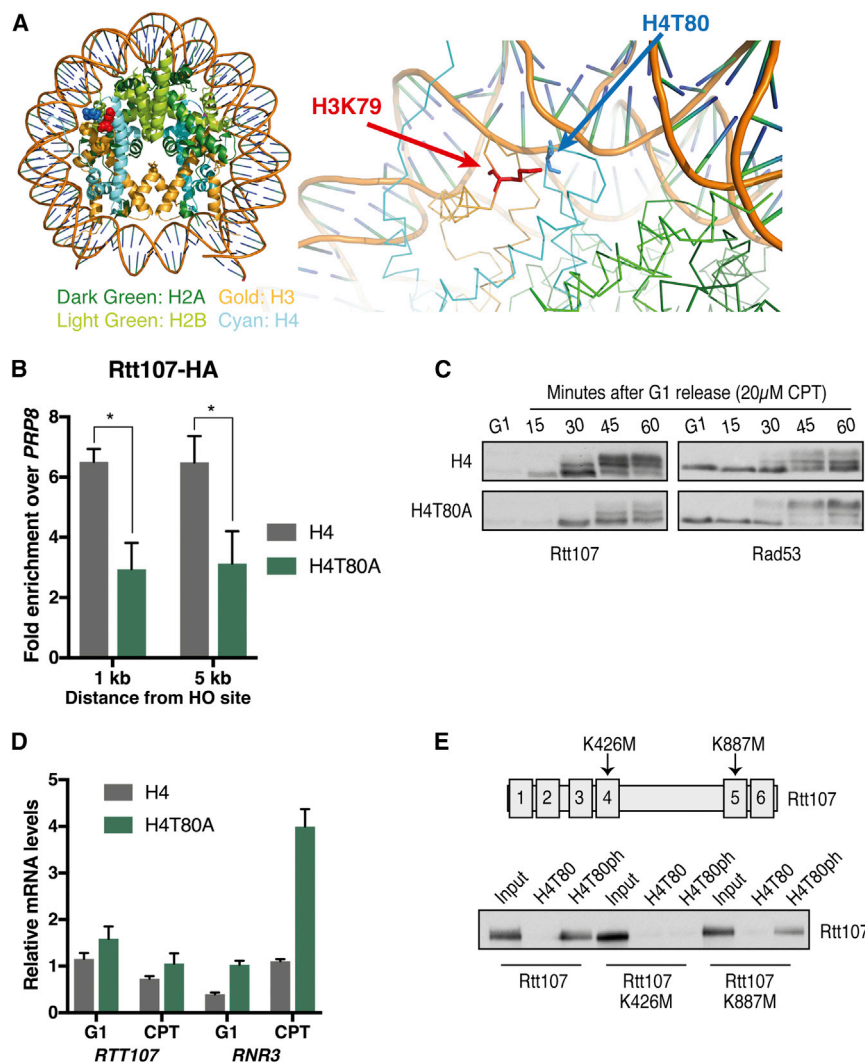 A
H4T80
H3K79
Dark Green: H2A Gold: H3
Light Green: H2B Cyan: H4
B
Rtt107-HA
Fold enrichment over PRP8
8
6
4
2
0
*
*
H4
H4T80A
1 kb
5 kb
Distance from HO site
C
Minutes after G1 release (20µM CPT)
G1 15 30 45 60 G1 15 30 45 60
H4
H4T80A
Rtt107
Rad53
D
Relative mRNA levels
5
4
3
2
1
0
H4
H4T80A
G1 CPT G1 CPT
RTT107 RNR3
E
K426M K887M
1 2 3 4 5 6 Rtt107
Input H4T80 H4T80ph Input H4T80 H4T80ph Input H4T80 H4T80ph
Rtt107
Rtt107 Rtt107 Rtt107
K426M K887M